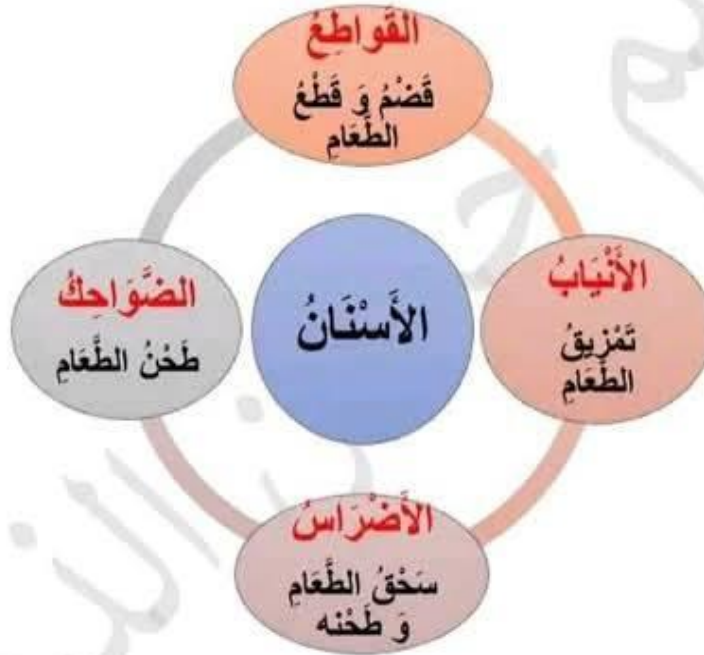 القَواطِعُ
قَضْمُ وَ قَطْعُ
الطَّعَامِ
الأَنْيَابُ
تَمْزِيقُ
الطَّعَامِ
الأَسْنَانُ
الضَّوَاحِكُ
طَحْنُ الطَّعَامِ
الأَضْرَاسُ
سَحْقُ الطَّعَامِ
وَ طَحْنه